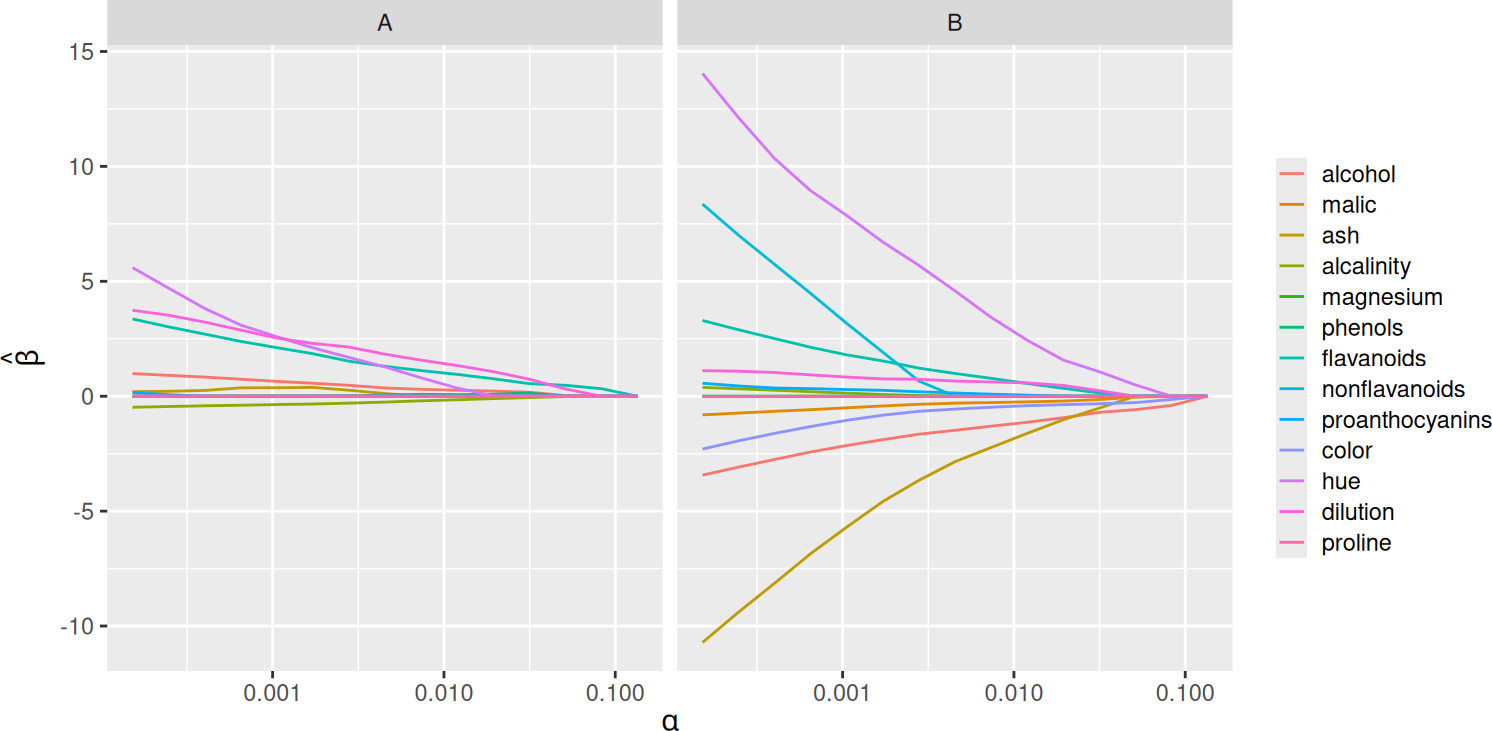 A
B
15
10
5
0
-5
-10
β̂
0.001
0.010
0.100
0.001
0.010
0.100
α
alcohol
malic
ash
alcalinity
magnesium
phenols
flavanoids
nonflavanoids
proanthocyanins
color
hue
dilution
proline